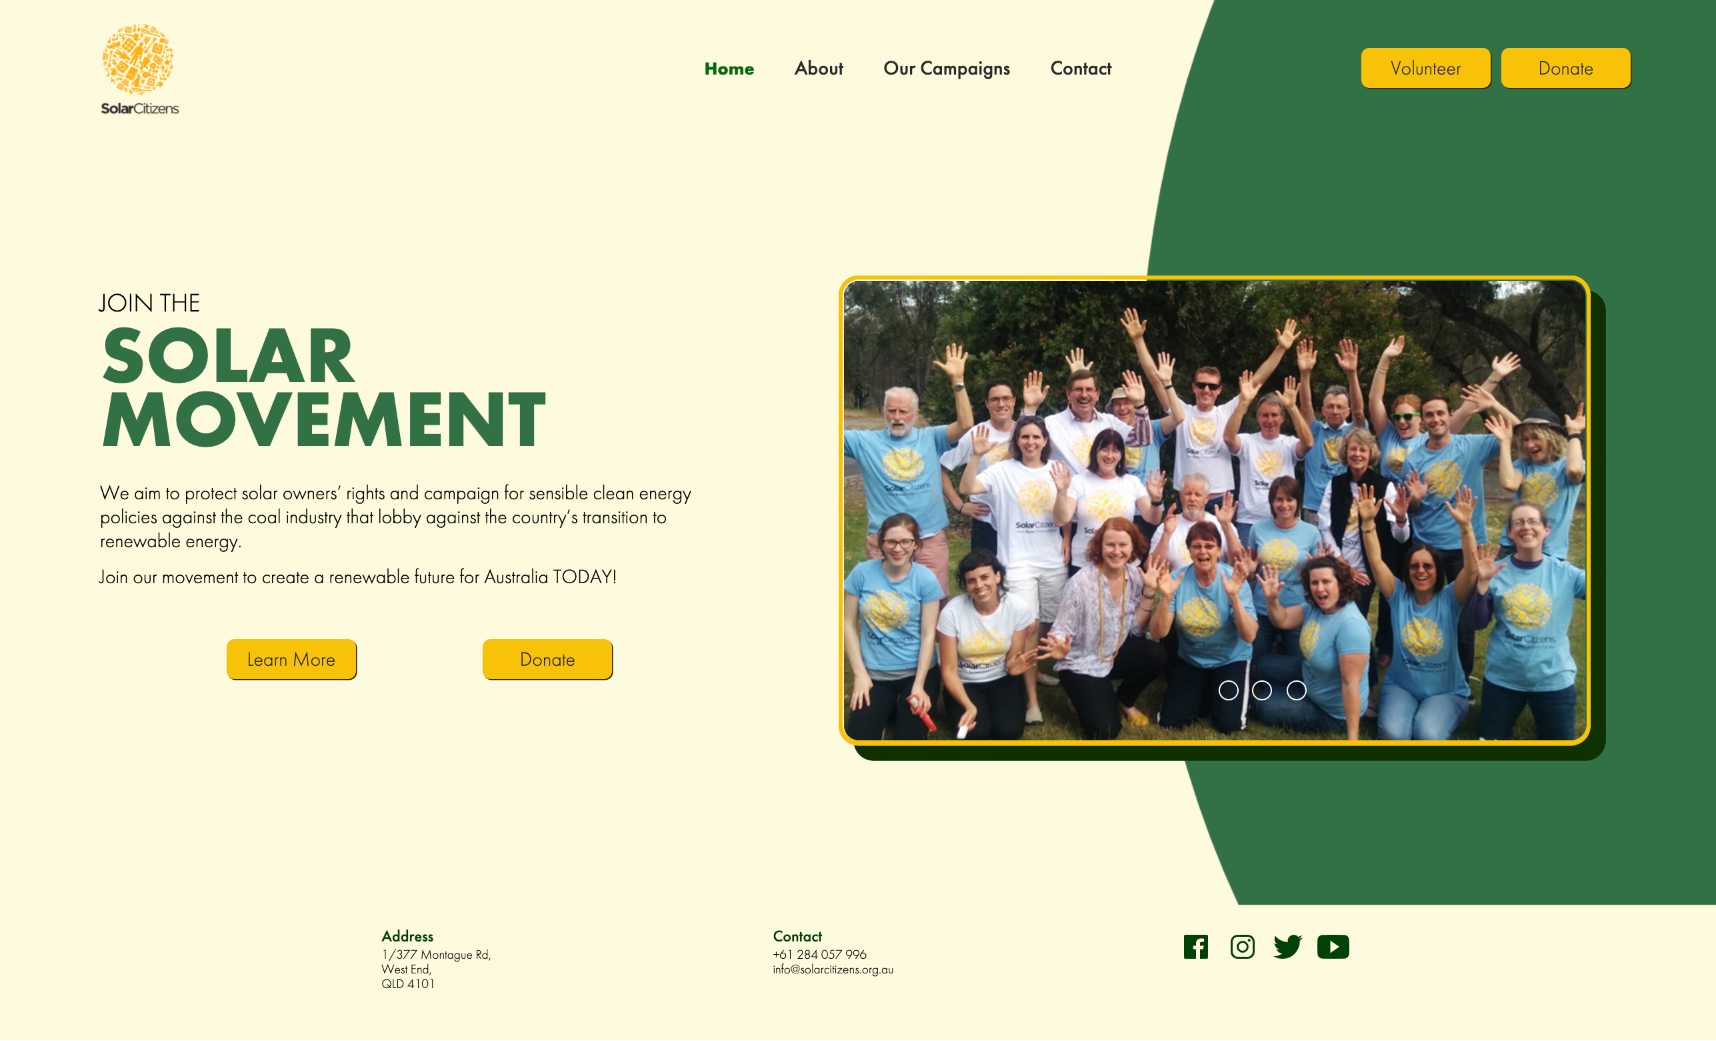 SolarCitizens
Home
About
Our Campaigns
Contact
Volunteer
Donate
JOIN THE
SOLAR
MOVEMENT
We aim to protect solar owners’ rights and campaign for sensible clean energy
policies against the coal industry that lobby against the country’s transition to
renewable energy.
Join our movement to create a renewable future for Australia TODAY!
Learn More
Donate
SolarCitizens
SolarCitizens
SolarCitizens
Address
1/377 Montague Rd,
West End,
QLD 4101
Contact
+61 284 057 996
info@solarcitizens.org.au